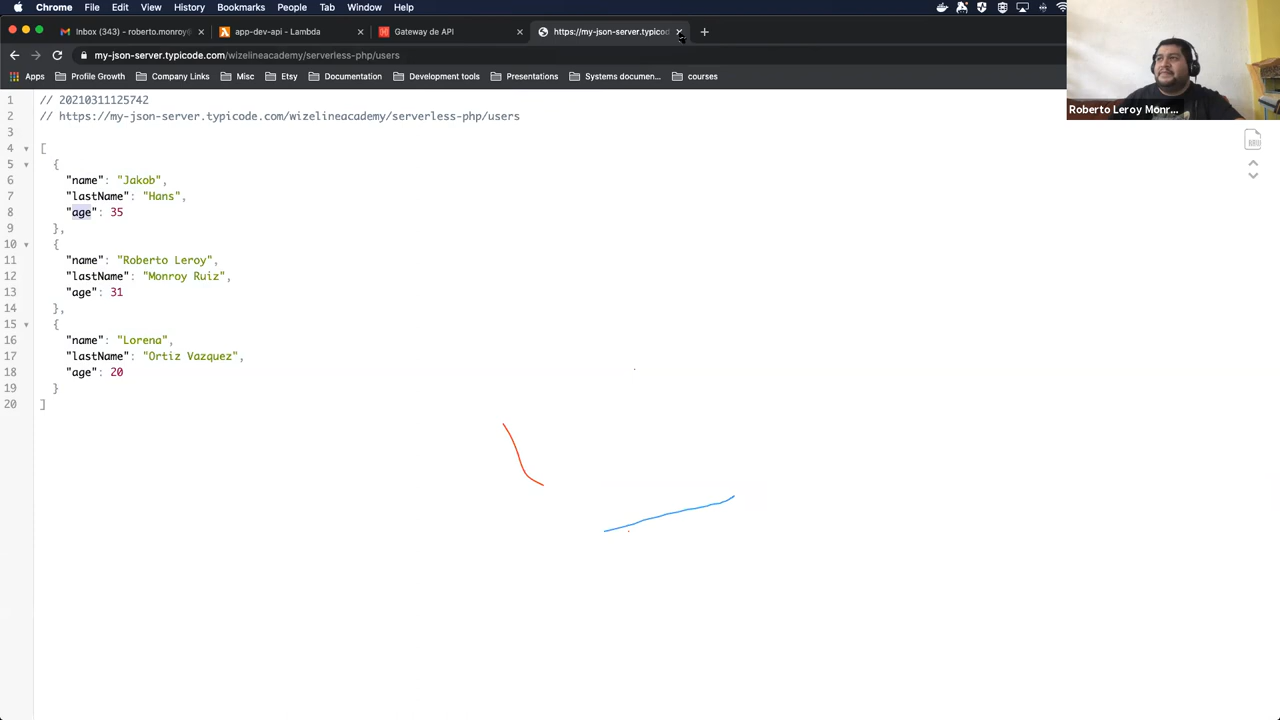 Chrome File Edit View History Bookmarks People Tab Window Help
Inbox (343) - roberto.monroy@ app-dev-api - Lambda Gateway de API https://my-json-server.typicod
my-json-server.typicode.com/wizelineacademy/serverless-php/users
Apps Profile Growth Company Links Misc Etsy Documentation Development tools Presentations Systems documen... courses
Roberto Leroy Monr...
1 // 20210311125742
2 // https://my-json-server.typicode.com/wizelineacademy/serverless-php/users
3
4 [
5 {
6 "name": "Jakob",
7 "lastName": "Hans",
8 "age": 35
9 },
10 {
11 "name": "Roberto Leroy",
12 "lastName": "Monroy Ruiz",
13 "age": 31
14 },
15 {
16 "name": "Lorena",
17 "lastName": "Ortiz Vazquez",
18 "age": 20
19 }
20 ]